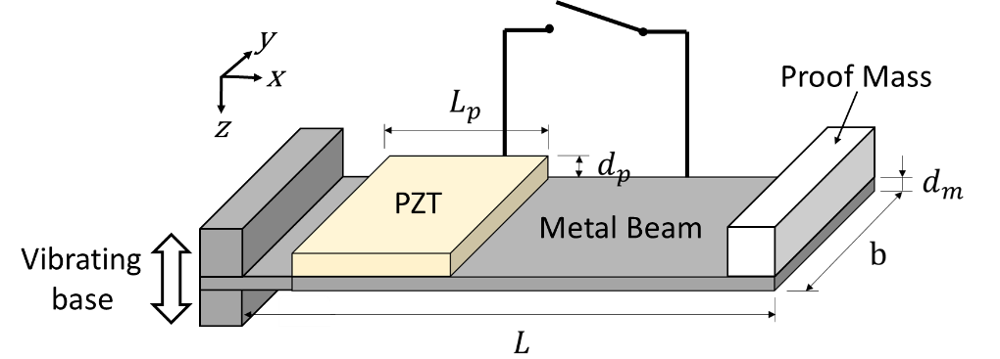 y
x
z
L_p
d_p
Proof Mass
d_m
PZT
Metal Beam
b
Vibrating
base
L